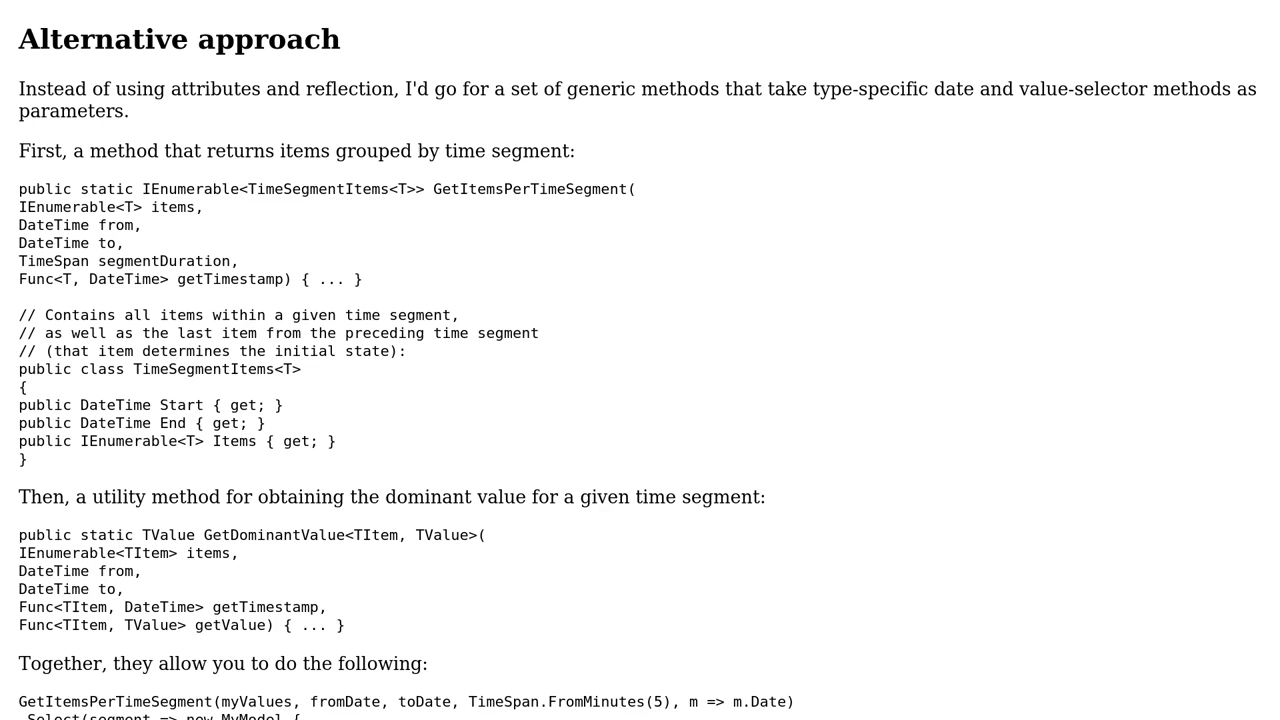 Alternative approach
Instead of using attributes and reflection, I'd go for a set of generic methods that take type-specific date and value-selector methods as
parameters.
First, a method that returns items grouped by time segment:
public static IEnumerable<TimeSegmentItems<T>> GetItemsPerTimeSegment(
IEnumerable<T> items,
DateTime from,
DateTime to,
TimeSpan segmentDuration,
Func<T, DateTime> getTimestamp) { ... }
// Contains all items within a given time segment,
// as well as the last item from the preceding time segment
// (that item determines the initial state):
public class TimeSegmentItems<T>
{
public DateTime Start { get; }
public DateTime End { get; }
public IEnumerable<T> Items { get; }
}
Then, a utility method for obtaining the dominant value for a given time segment:
public static TValue GetDominantValue<TItem, TValue>(
IEnumerable<TItem> items,
DateTime from,
DateTime to,
Func<TItem, DateTime> getTimestamp,
Func<TItem, TValue> getValue) { ... }
Together, they allow you to do the following:
GetItemsPerTimeSegment(myValues, fromDate, toDate, TimeSpan.FromMinutes(5), m => m.Date)
.Select(segment => new MyModel {